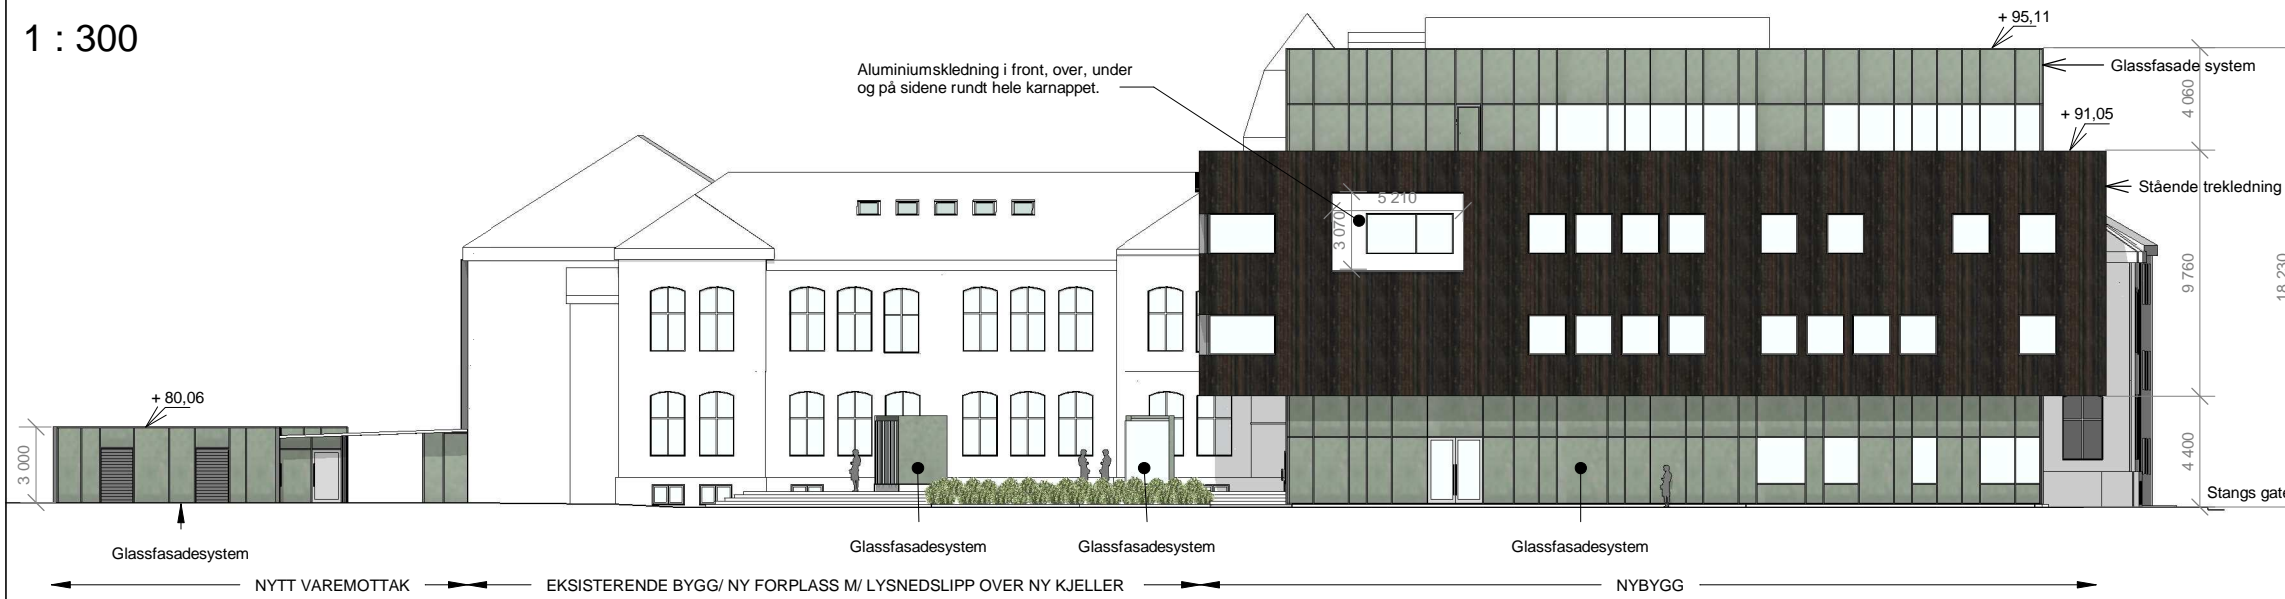 1 : 300
+ 95,11
Aluminiumskledning i front, over, under
og på sidene rundt hele karnappet.
Glassfasade system
4 060
+ 91,05
Stående trekledning
5 210
3 070
9 760
18 230
+ 80,06
3 000
4 400
Stangs gate
Glassfasadesystem
Glassfasadesystem
Glassfasadesystem
Glassfasadesystem
NYTT VAREMOTTAK
EKSISTERENDE BYGG/ NY FORPLASS M/ LYSNEDSLIPP OVER NY KJELLER
NYBYGG